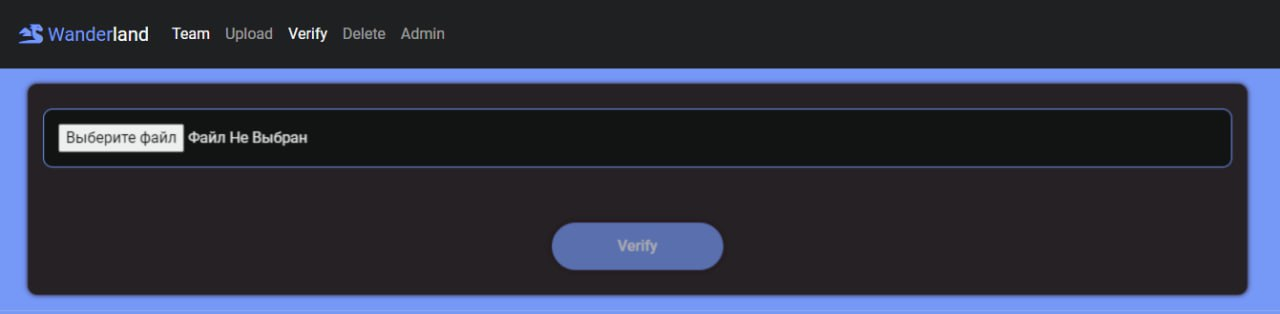 Wanderland Team Upload Verify Delete Admin
Выберите файл Файл Не Выбран
Verify